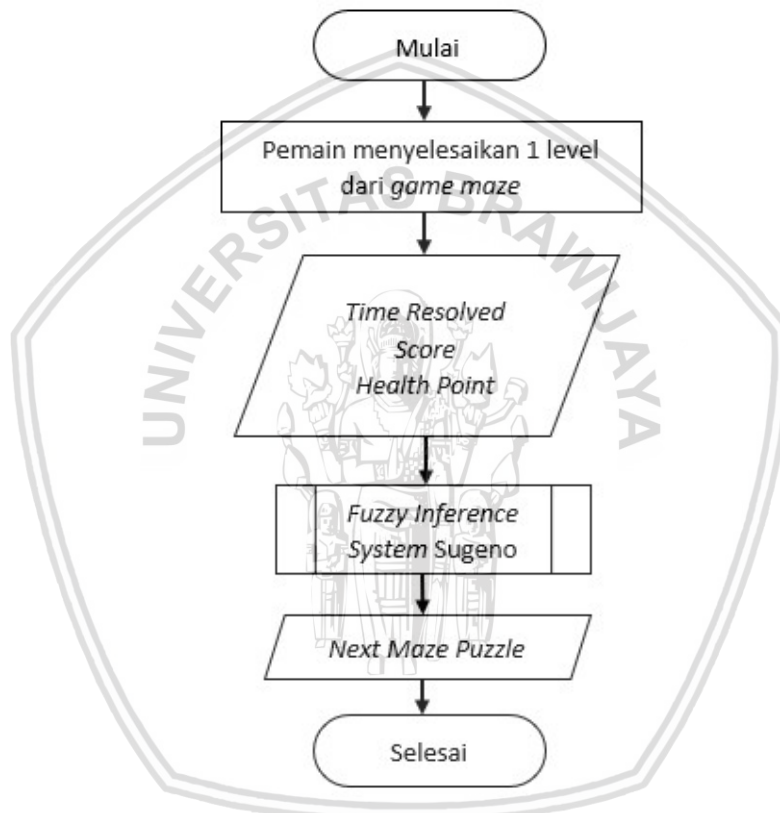 Mulai
Pemain menyelesaikan 1 level
dari game maze
UNIVERSITAS BRAWIJAYA
Time Resolved
Score
Health Point
Fuzzy Inference
System Sugeno
Next Maze Puzzle
Selesai